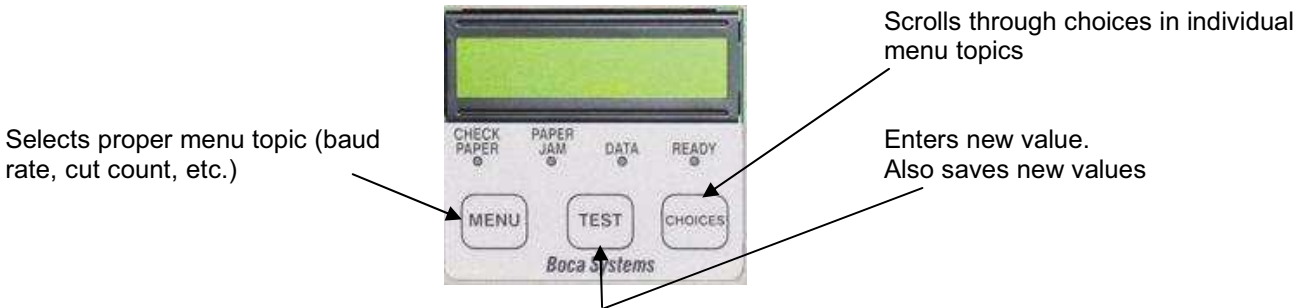 Scrolls through choices in individual
menu topics
Selects proper menu topic (baud
rate, cut count, etc.)
Enters new value.
Also saves new values
CHECK PAPER
PAPER JAM
DATA
READY
MENU
TEST
CHOICES
Boca Systems